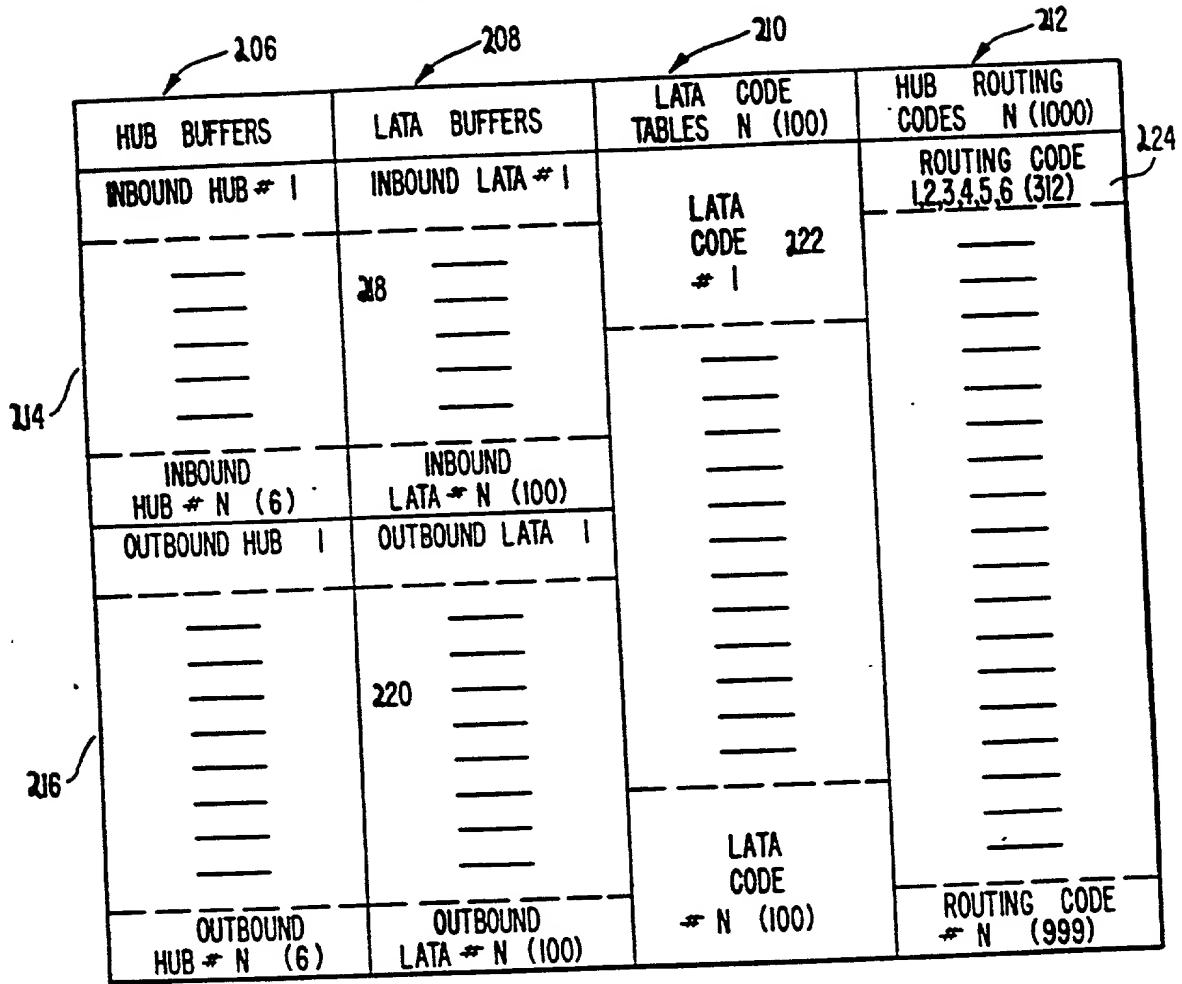 206
208
210
212
HUB BUFFERS
LATA BUFFERS
LATA CODE
TABLES N (100)
HUB ROUTING
CODES N (1000)
INBOUND HUB # 1
INBOUND LATA # 1
LATA
CODE 222
# 1
ROUTING CODE
1,2,3,4,5,6 (312)
224
218
214
INBOUND
HUB # N (6)
INBOUND
LATA # N (100)
OUTBOUND HUB 1
OUTBOUND LATA 1
220
216
OUTBOUND
HUB # N (6)
OUTBOUND
LATA # N (100)
LATA
CODE
# N (100)
ROUTING CODE
# N (999)